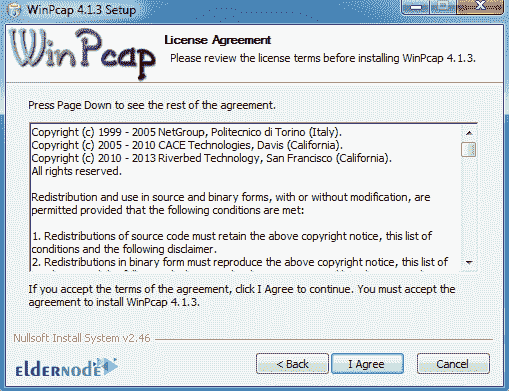 WinPcap 4.1.3 Setup
WinPcap
License Agreement
Please review the license terms before installing WinPcap 4.1.3.
Press Page Down to see the rest of the agreement.
Copyright (c) 1999 - 2005 NetGroup, Politecnico di Torino (Italy).
Copyright (c) 2005 - 2010 CACE Technologies, Davis (California).
Copyright (c) 2010 - 2013 Riverbed Technology, San Francisco (California).
All rights reserved.
Redistribution and use in source and binary forms, with or without modification, are
permitted provided that the following conditions are met:
1. Redistributions of source code must retain the above copyright notice, this list of
conditions and the following disclaimer.
2. Redistributions in binary form must reproduce the above copyright notice, this list of
If you accept the terms of the agreement, click I Agree to continue. You must accept the
agreement to install WinPcap 4.1.3.
Nullsoft Install System v2.46
ELDERNODE
< Back
I Agree
Cancel